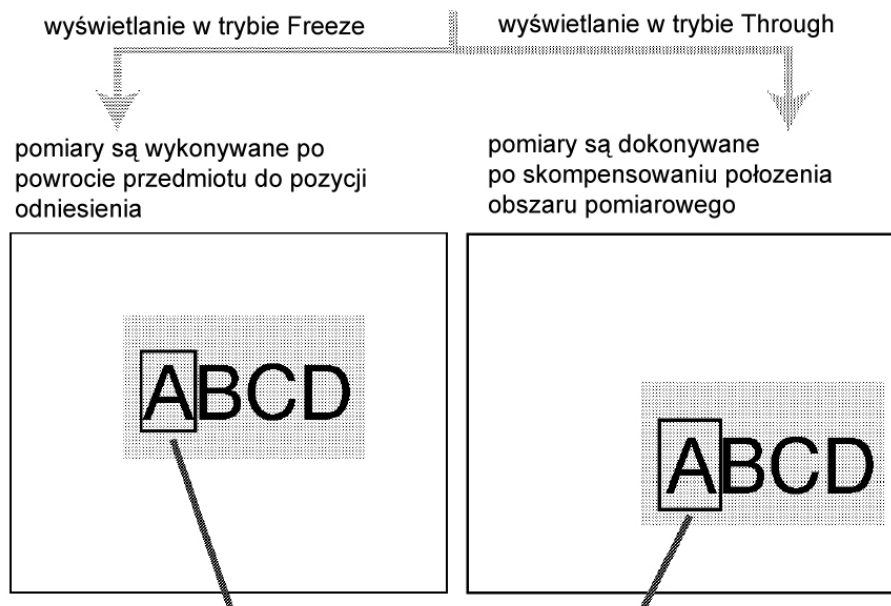 wyświetlanie w trybie Freeze
wyświetlanie w trybie Through
pomiary są wykonywane po
powrocie przedmiotu do pozycji
odniesienia
pomiary są dokonywane
po skompensowaniu połozenia
obszaru pomiarowego
ABCD
ABCD